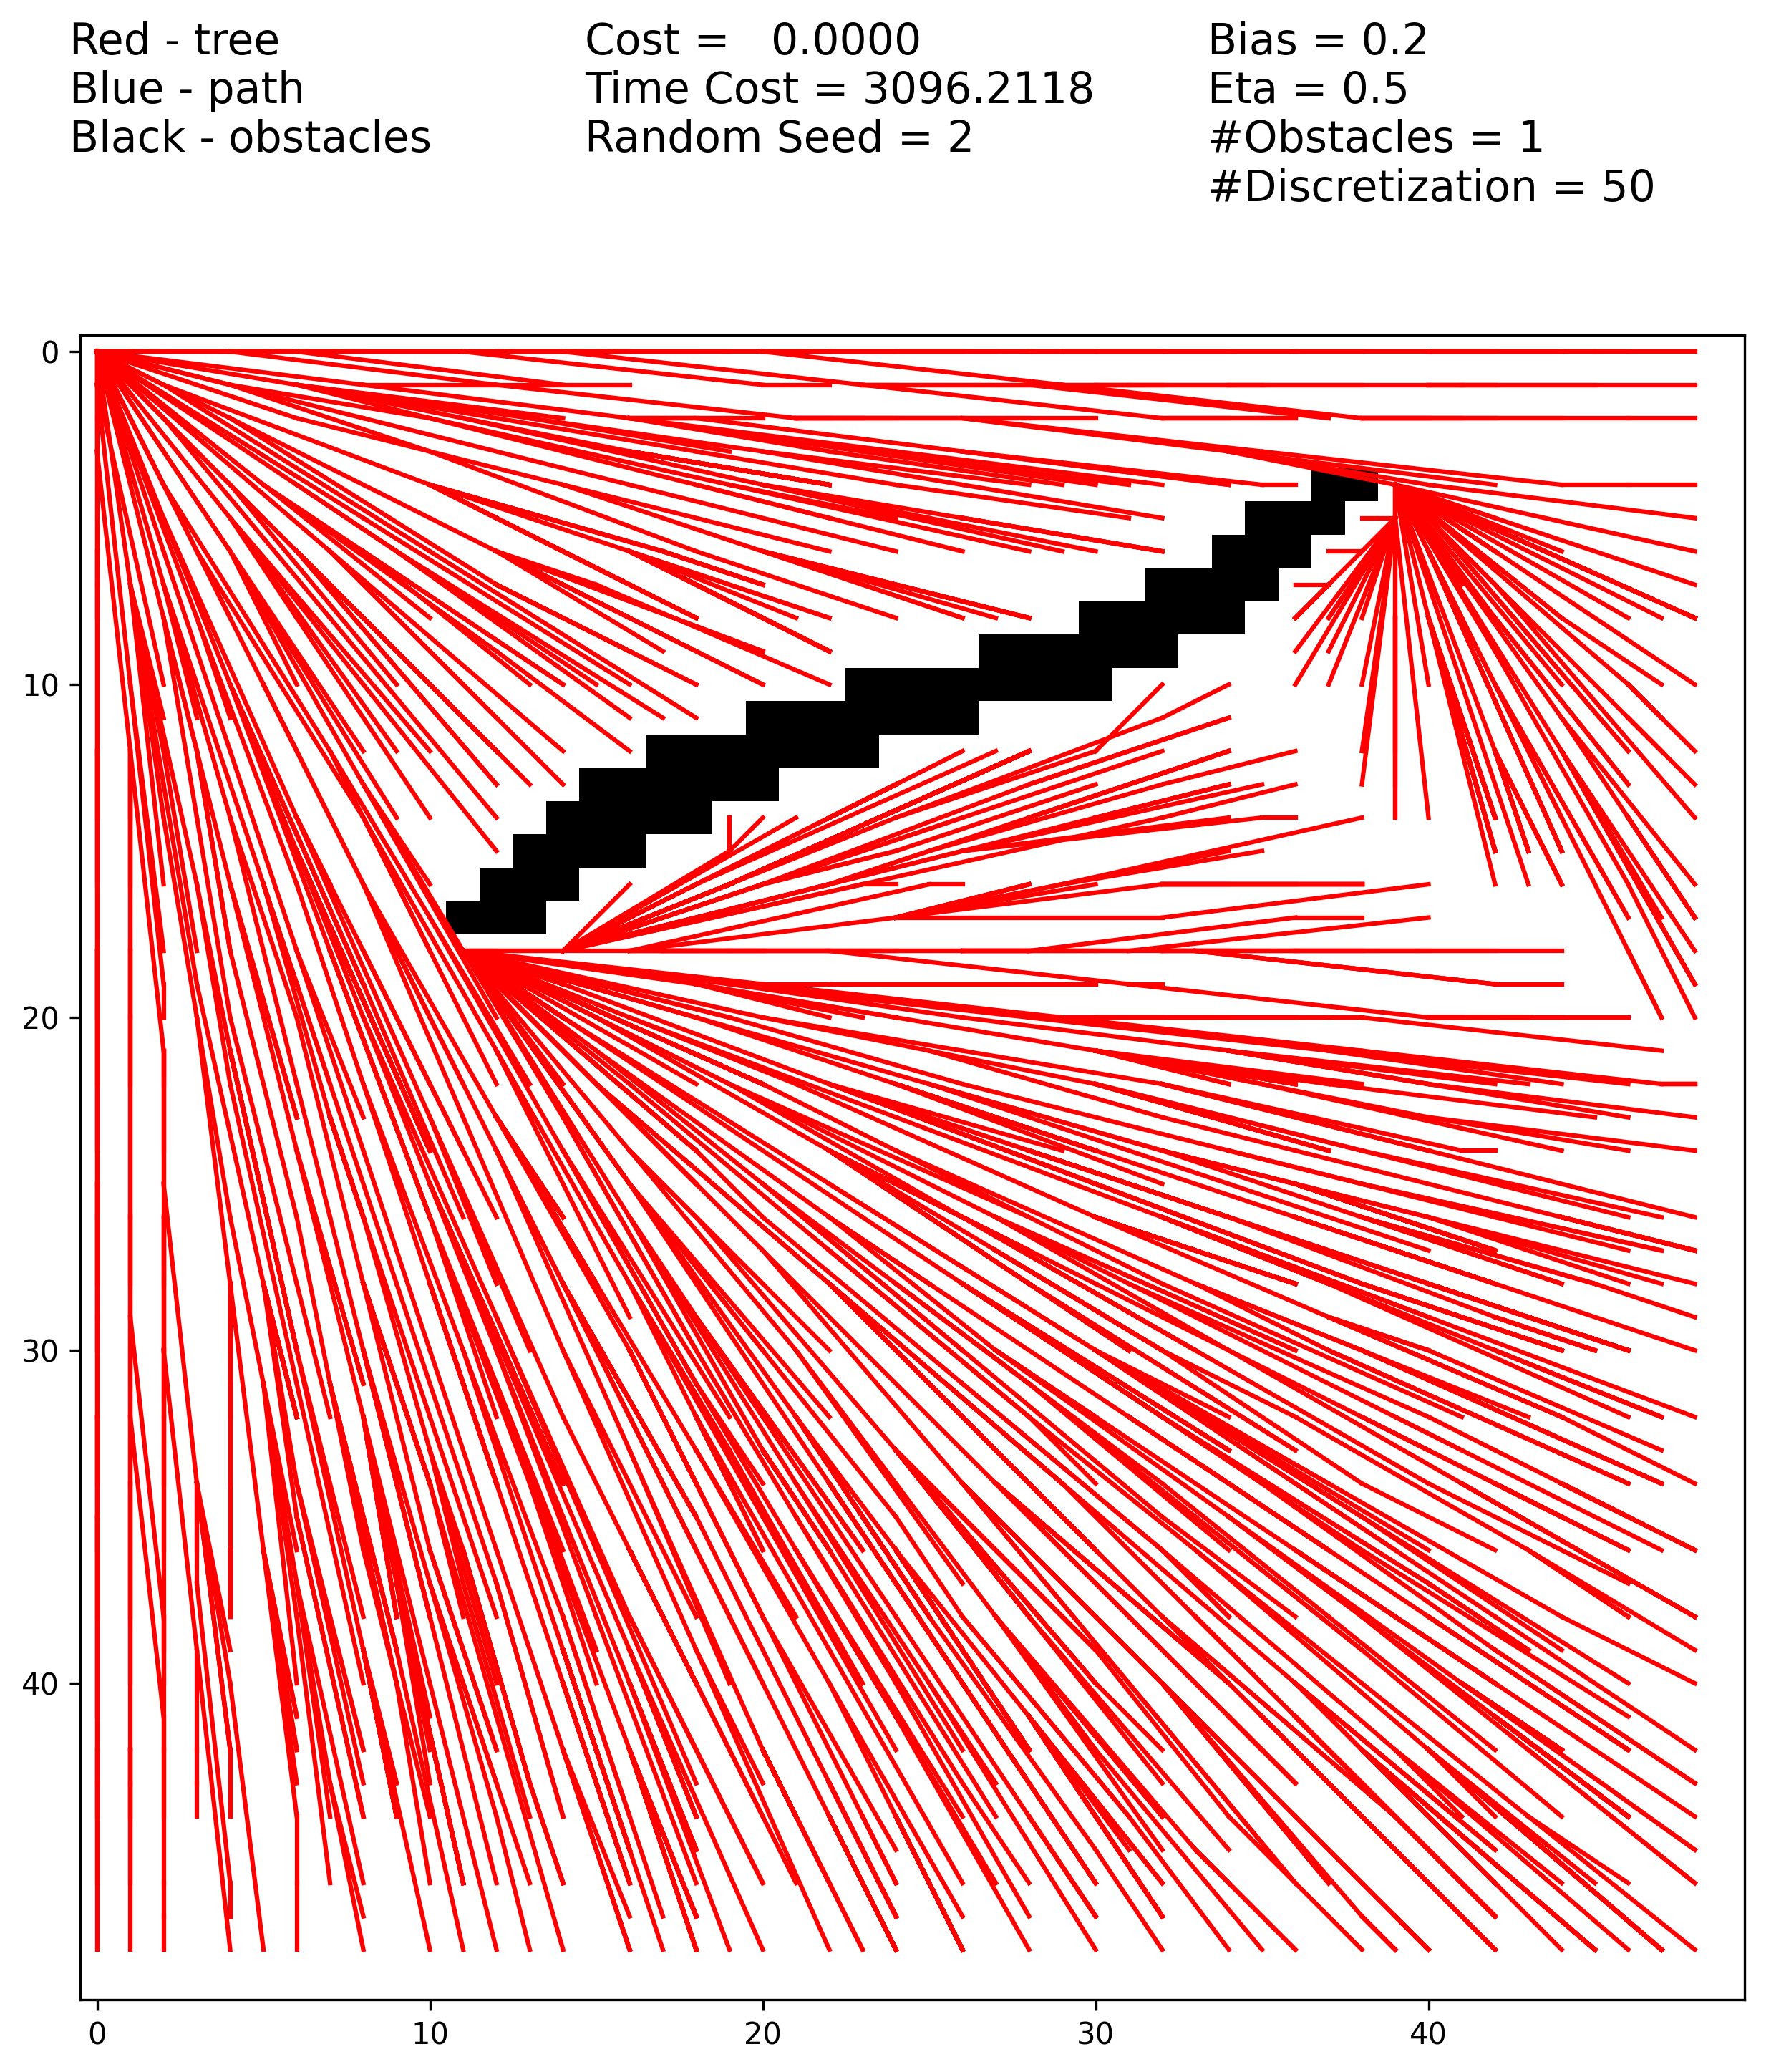 Red - tree
Blue - path
Black - obstacles
Cost =   0.0000
Time Cost = 3096.2118
Random Seed = 2
Bias = 0.2
Eta = 0.5
#Obstacles = 1
#Discretization = 50
0
10
20
30
40
0 10 20 30 40